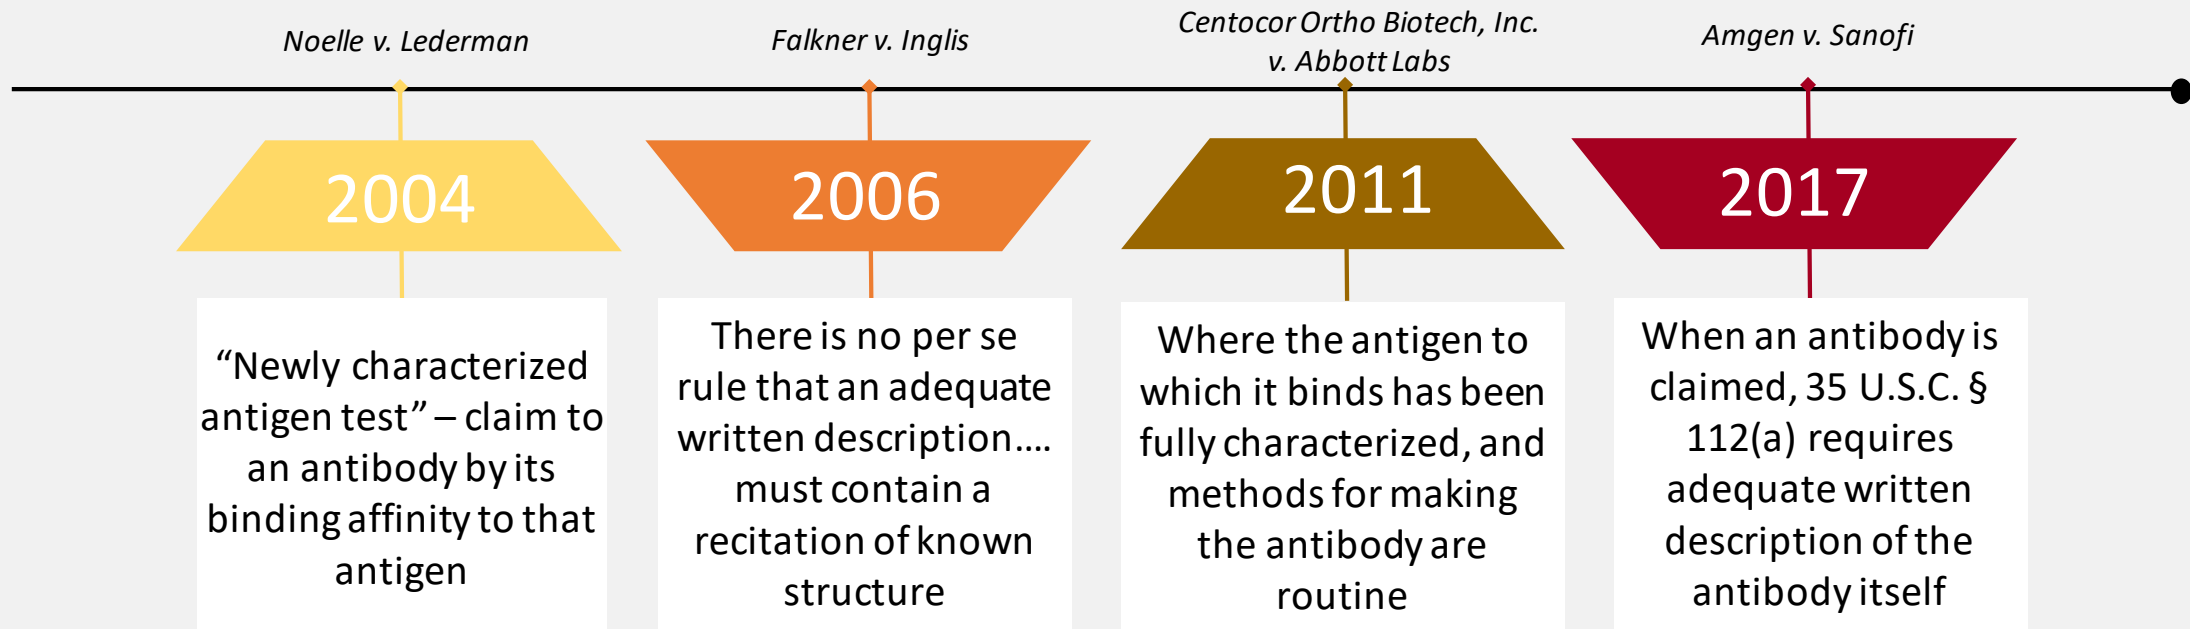 Noelle v. Lederman
Falkner v. Inglis
Centocor Ortho Biotech, Inc.
v. Abbott Labs
Amgen v. Sanofi
2004
2006
2011
2017
“Newly characterized
antigen test” – claim to
an antibody by its
binding affinity to that
antigen
There is no per se
rule that an adequate
written description....
must contain a
recitation of known
structure
Where the antigen to
which it binds has been
fully characterized, and
methods for making
the antibody are
routine
When an antibody is
claimed, 35 U.S.C. §
112(a) requires
adequate written
description of the
antibody itself